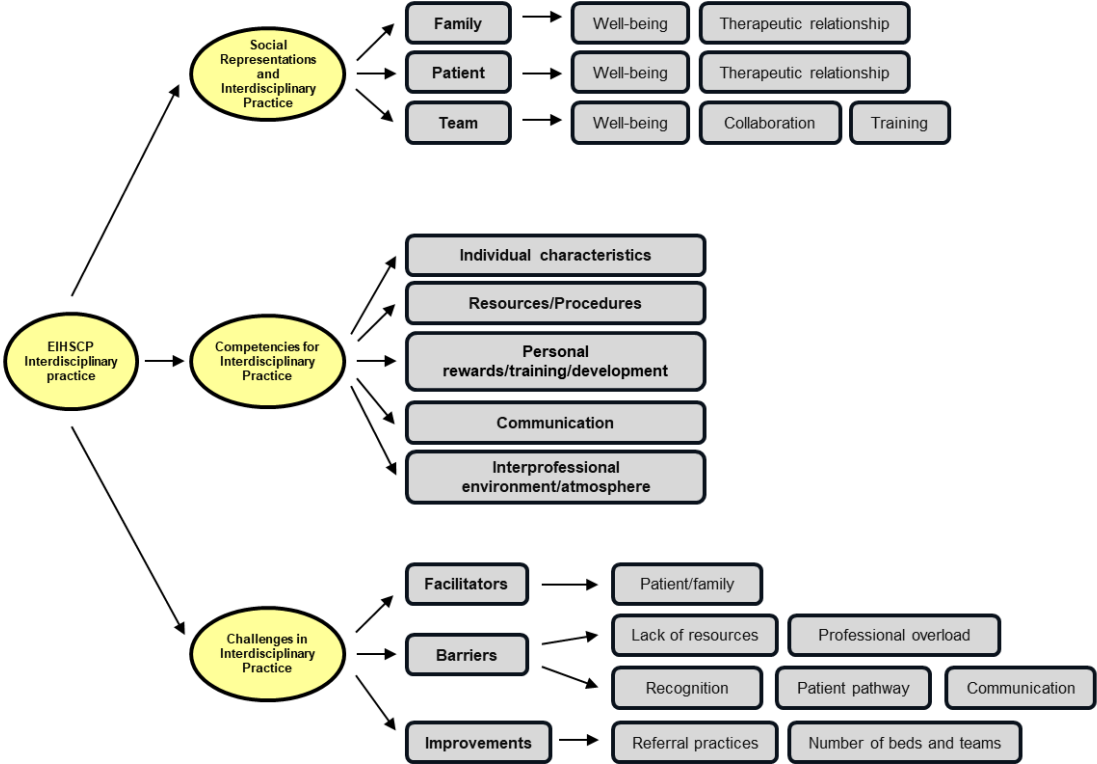 Social
Representations
and
Interdisciplinary
Practice
Family
Well-being
Therapeutic relationship
Patient
Well-being
Therapeutic relationship
Team
Well-being
Collaboration
Training
EIHSCP
Interdisciplinary
practice
Competencies for
Interdisciplinary
Practice
Individual characteristics
Resources/Procedures
Personal
rewards/training/development
Communication
Interprofessional
environment/atmosphere
Challenges in
Interdisciplinary
Practice
Facilitators
Patient/family
Barriers
Lack of resources
Professional overload
Recognition
Patient pathway
Communication
Improvements
Referral practices
Number of beds and teams